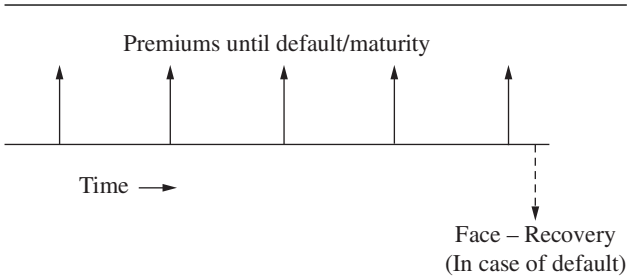 Premiums until default/maturity
Time
Face – Recovery
(In case of default)